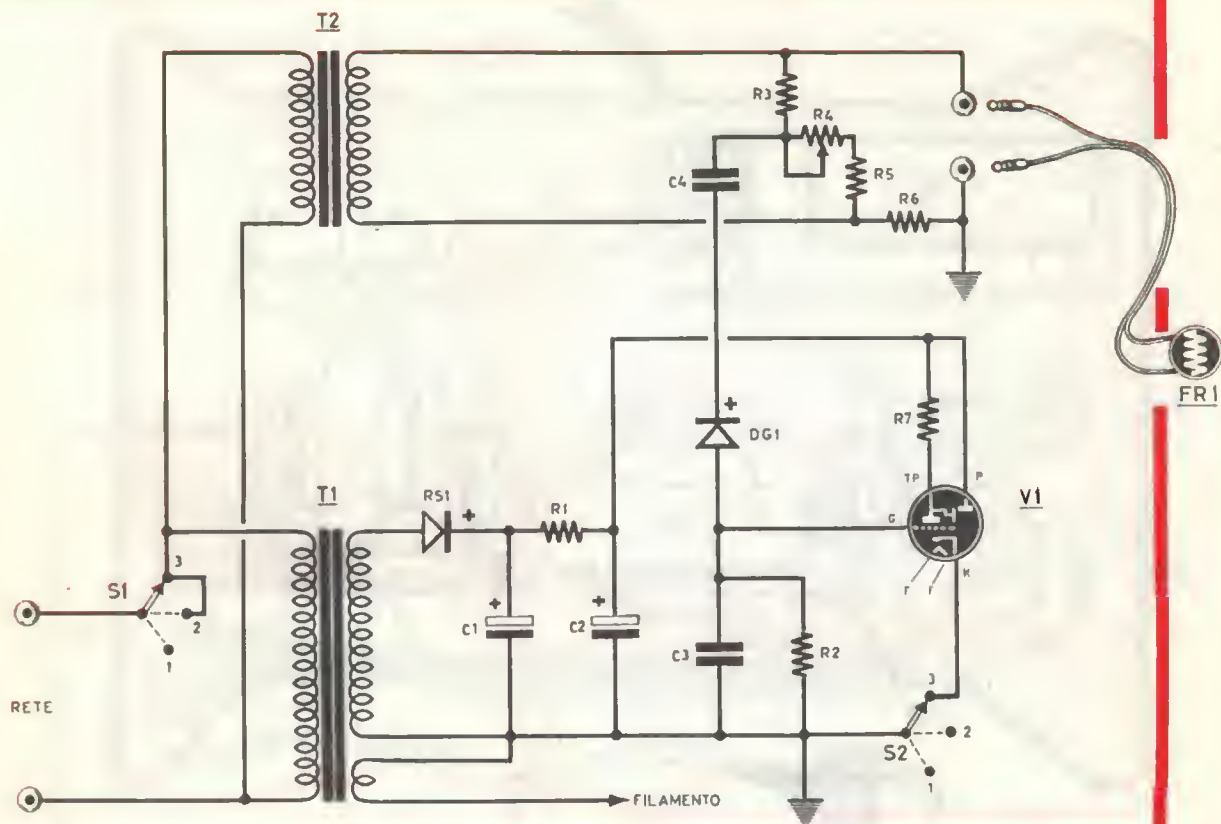 T2
R3
R4
C4
R5
R6
FR1
R7
DG1
TP
P
V1
G
F
F
K
T1
RS1
+
R1
+
S1
3
2
1
+
C1
+
C2
C3
R2
3
S2
2
1
RETE
FILAMENTO